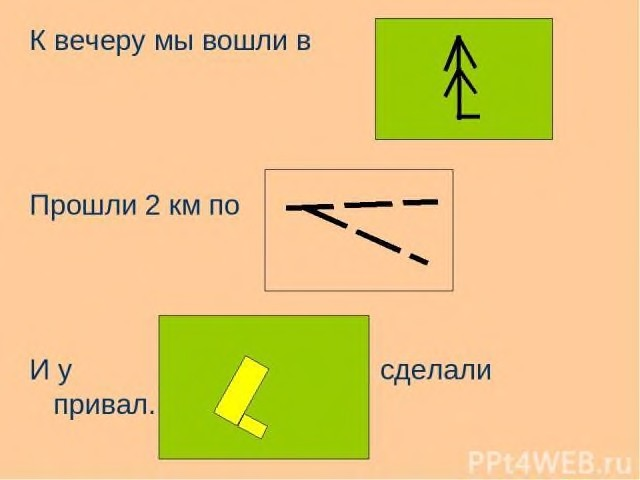 К вечеру мы вошли в
Прошли 2 км по
И у сделали
привал.
PPt4WEB.ru